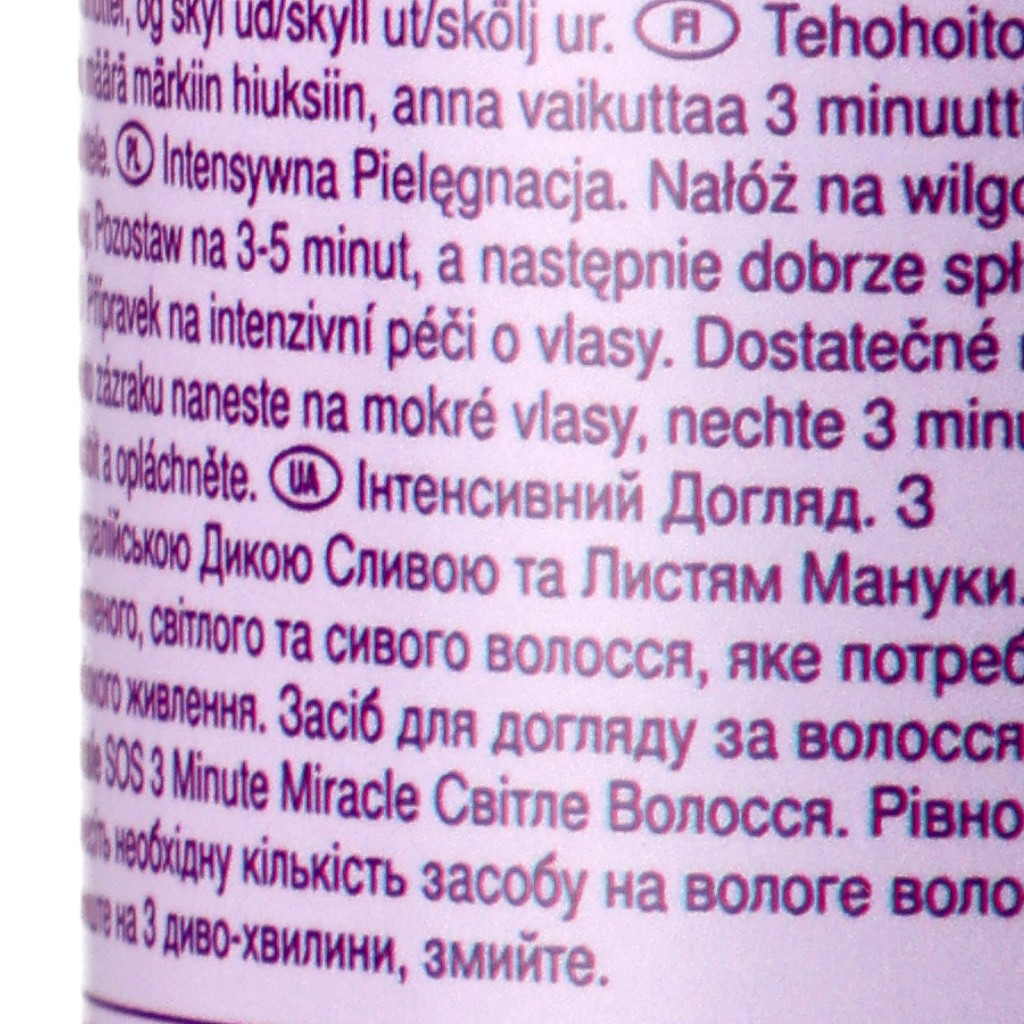 og skyl ud/skyll ut/skölj ur. FI Tehohoito
määrä märkiin hiuksiin, anna vaikuttaa 3 minuutti
PL Intensywna Pielęgnacja. Nałóż na wilgo
Pozostaw na 3-5 minut, a następnie dobrze spł
Přípravek na intenzivní péči o vlasy. Dostatečné
zázraku naneste na mokré vlasy, nechte 3 minu
a opláchněte. UA Інтенсивний Догляд. З
Дикою Сливою та Листям Мануки.
світлого та сивого волосся, яке потреб
живлення. Засіб для догляду за волосся
SOS 3 Minute Miracle Світле Волосся. Рівно
необхідну кількість засобу на вологе воло
на 3 диво-хвилини, змийте.